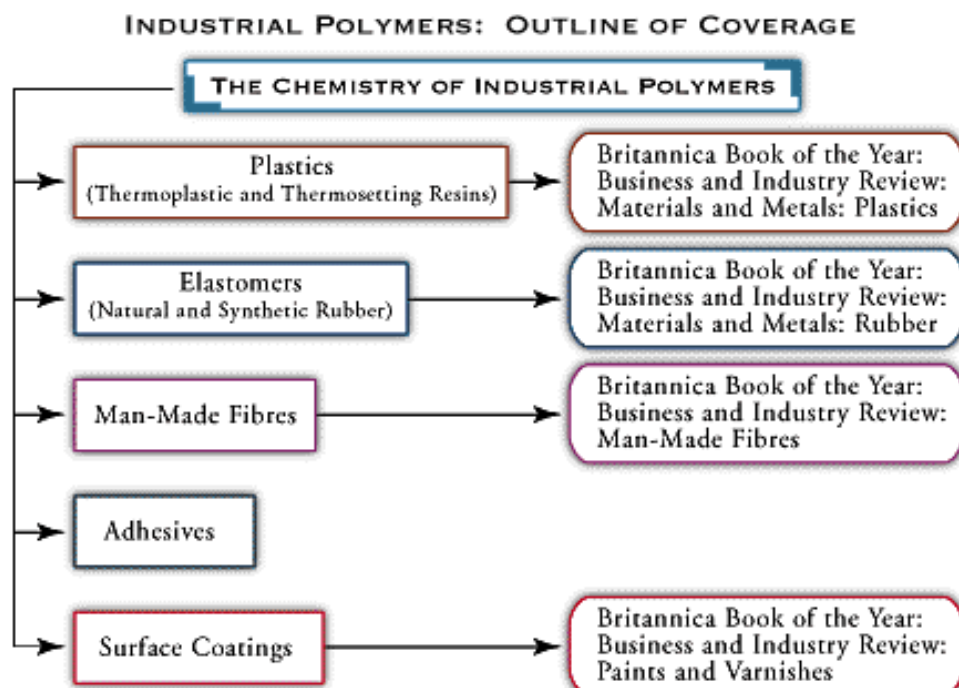 INDUSTRIAL POLYMERS: OUTLINE OF COVERAGE
THE CHEMISTRY OF INDUSTRIAL POLYMERS
Plastics
(Thermoplastic and Thermosetting Resins)
Britannica Book of the Year:
Business and Industry Review:
Materials and Metals: Plastics
Elastomers
(Natural and Synthetic Rubber)
Britannica Book of the Year:
Business and Industry Review:
Materials and Metals: Rubber
Man-Made Fibres
Britannica Book of the Year:
Business and Industry Review:
Man-Made Fibres
Adhesives
Surface Coatings
Britannica Book of the Year:
Business and Industry Review:
Paints and Varnishes